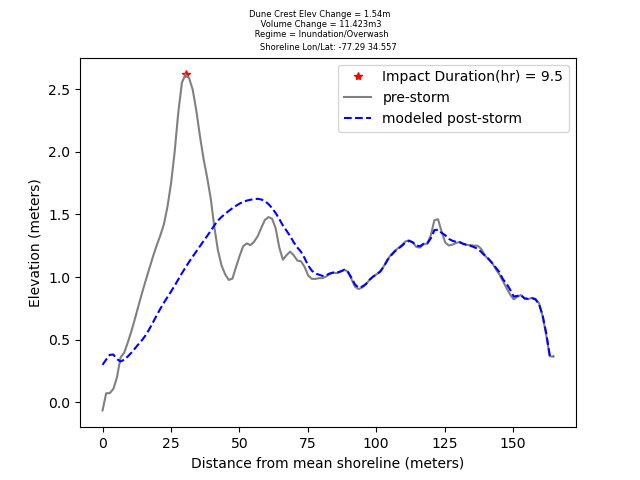 Dune Crest Elev Change = 1.54m
Volume Change = 11.423m3
Regime = Inundation/Overwash
Shoreline Lon/Lat: -77.29 34.557
Impact Duration(hr) = 9.5
pre-storm
modeled post-storm
2.5
2.0
1.5
1.0
0.5
0.0
Elevation (meters)
0 25 50 75 100 125 150
Distance from mean shoreline (meters)